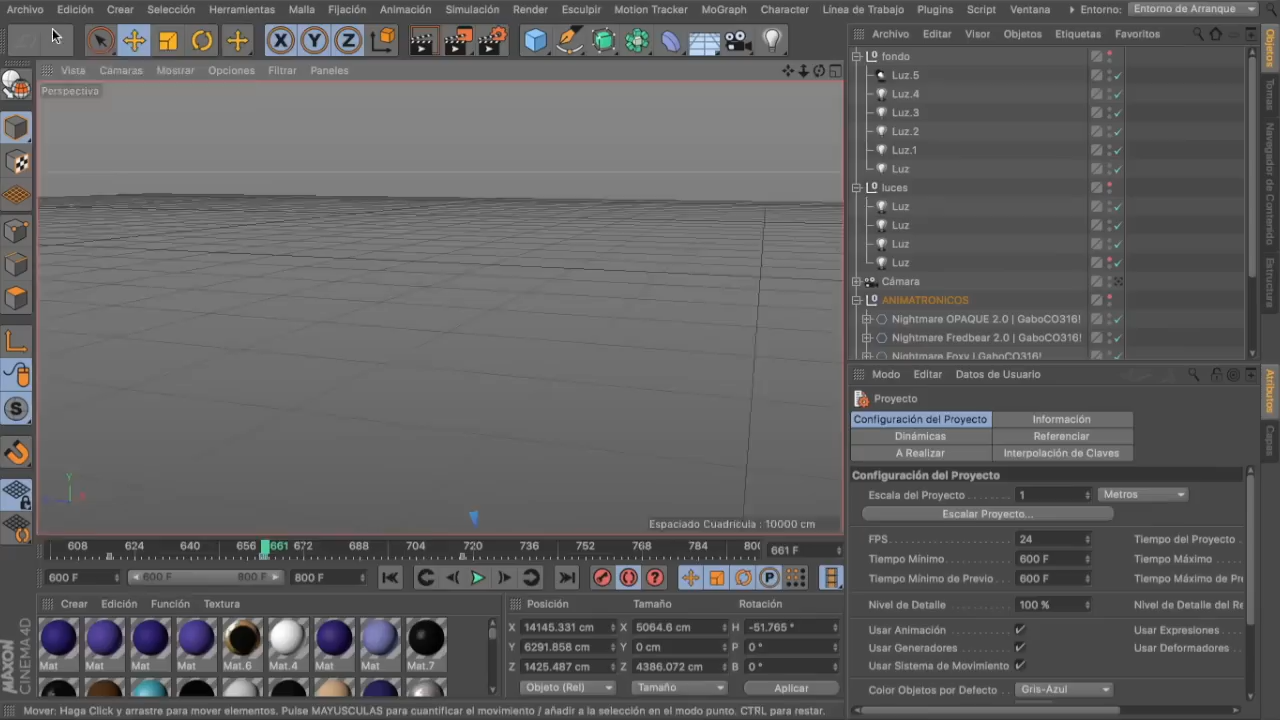 Archivo Edición Crear Selección Herramientas Malla Fijación Animación Simulación Render Esculpir Motion Tracker MoGraph Character Línea de Trabajo Plugins Script Ventana Entorno: Entorno de Arranque
X Y Z
Archivo Editar Visor Objetos Etiquetas Favoritos
Vista Cámaras Mostrar Opciones Filtrar Paneles
Perspectiva
fondo
Luz.5
Luz.4
Luz.3
Luz.2
Luz.1
Luz
luces
Luz
Luz
Luz
Luz
Cámara
ANIMATRONICOS
Nightmare OPAQUE 2.0 | GaboCO316!
Nightmare Fredbear 2.0 | GaboCO316!
Nightmare Foxy | GaboCO316!
Objetos
Tomas
Navegador de Contenido
Estructura
Modo Editar Datos de Usuario
Proyecto
Configuración del Proyecto Información
Dinámicas Referenciar
A Realizar Interpolación de Claves
Configuración del Proyecto
Escala del Proyecto 1 Metros
Escalar Proyecto...
FPS 24 Tiempo del Proyecto
Tiempo Mínimo 600 F Tiempo Máximo
Tiempo Mínimo de Previo 600 F Tiempo Máximo de Pre
Nivel de Detalle 100 % Nivel de Detalle del Re
Usar Animación Usar Expresiones
Usar Generadores Usar Deformadores
Usar Sistema de Movimiento
Color Objetos por Defecto Gris-Azul
Atributos
Capas
Y
Espaciado Cuadrícula : 10000 cm
608 624 640 656 661 672 688 704 720 736 752 768 784 800 661 F
600 F 600 F 800 F 800 F
S
P
Crear Edición Función Textura
Mat Mat Mat Mat Mat.6 Mat.4 Mat Mat Mat.7
Posición Tamaño Rotación
X 14145.331 cm X 5064.6 cm H -51.765 °
Y 6291.858 cm Y 0 cm P 0 °
Z 1425.487 cm Z 4386.072 cm B 0 °
Objeto (Rel) Tamaño Aplicar
MAXON
CINEMA 4D
Mover: Haga Click y arrastre para mover elementos. Pulse MAYUSCULAS para cuantificar el movimiento / añadir a la selección en el modo punto. CTRL para restar.